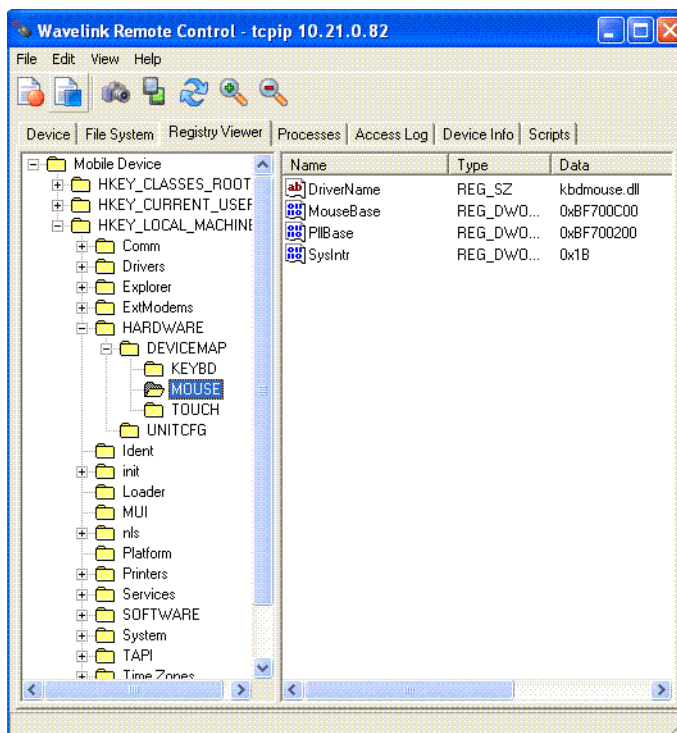 Wavelink Remote Control - tcpip 10.21.0.82
File Edit View Help
Device File System Registry Viewer Processes Access Log Device Info Scripts
Mobile Device
HKEY_CLASSES_ROOT
HKEY_CURRENT_USER
HKEY_LOCAL_MACHINE
Comm
Drivers
Explorer
ExtModems
HARDWARE
DEVICEMAP
KEYBD
MOUSE
TOUCH
UNITCFG
Ident
init
Loader
MUI
nls
Platform
Printers
Services
SOFTWARE
System
TAPI
Time Zones
Name Type Data
DriverName REG_SZ kbdmouse.dll
MouseBase REG_DWO... 0xBF700C00
PllBase REG_DWO... 0xBF700200
SysIntr REG_DWO... 0x1B